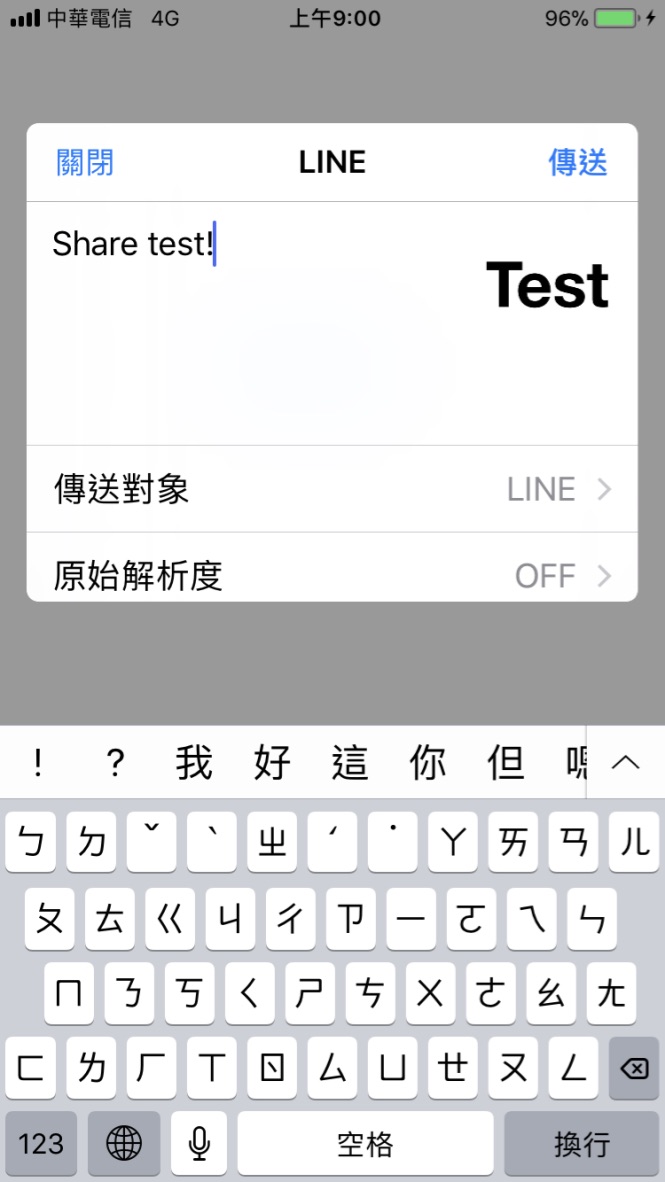 中華電信 4G 上午9:00 96%
關閉 LINE 傳送
Share test!
Test
傳送對象 LINE
原始解析度 OFF
! ? 我 好 這 你 但 嗯
ㄅ ㄉ ˇ ˋ ㄓ ˊ ˙ ㄚ ㄞ ㄢ ㄦ
ㄆ ㄊ ㄍ ㄐ ㄔ ㄗ ㄧ ㄛ ㄟ ㄣ
ㄇ ㄋ ㄎ ㄑ ㄕ ㄘ ㄨ ㄜ ㄠ ㄤ
ㄈ ㄌ ㄏ ㄒ ㄖ ㄙ ㄩ ㄝ ㄡ ㄥ
123 空格 換行